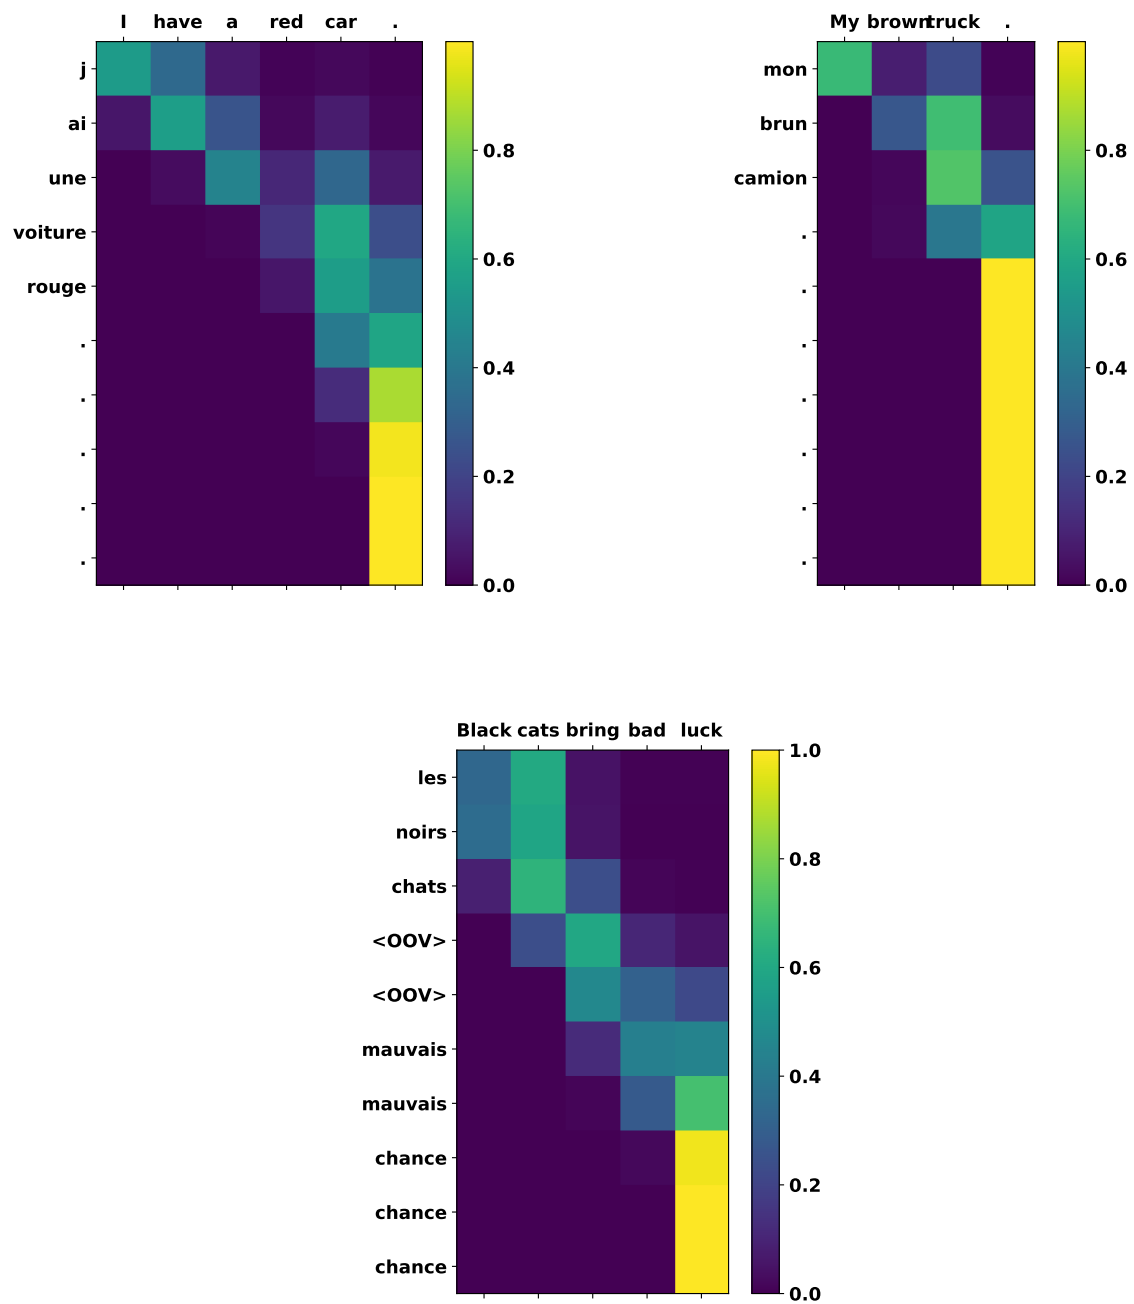 I have a red car .
j
ai
une
voiture
rouge
.
.
.
.
.
0.8
0.6
0.4
0.2
0.0
My brown truck .
mon
brun
camion
.
.
.
.
.
.
.
0.8
0.6
0.4
0.2
0.0
Black cats bring bad luck
les
noirs
chats
<OOV>
<OOV>
mauvais
mauvais
chance
chance
chance
1.0
0.8
0.6
0.4
0.2
0.0